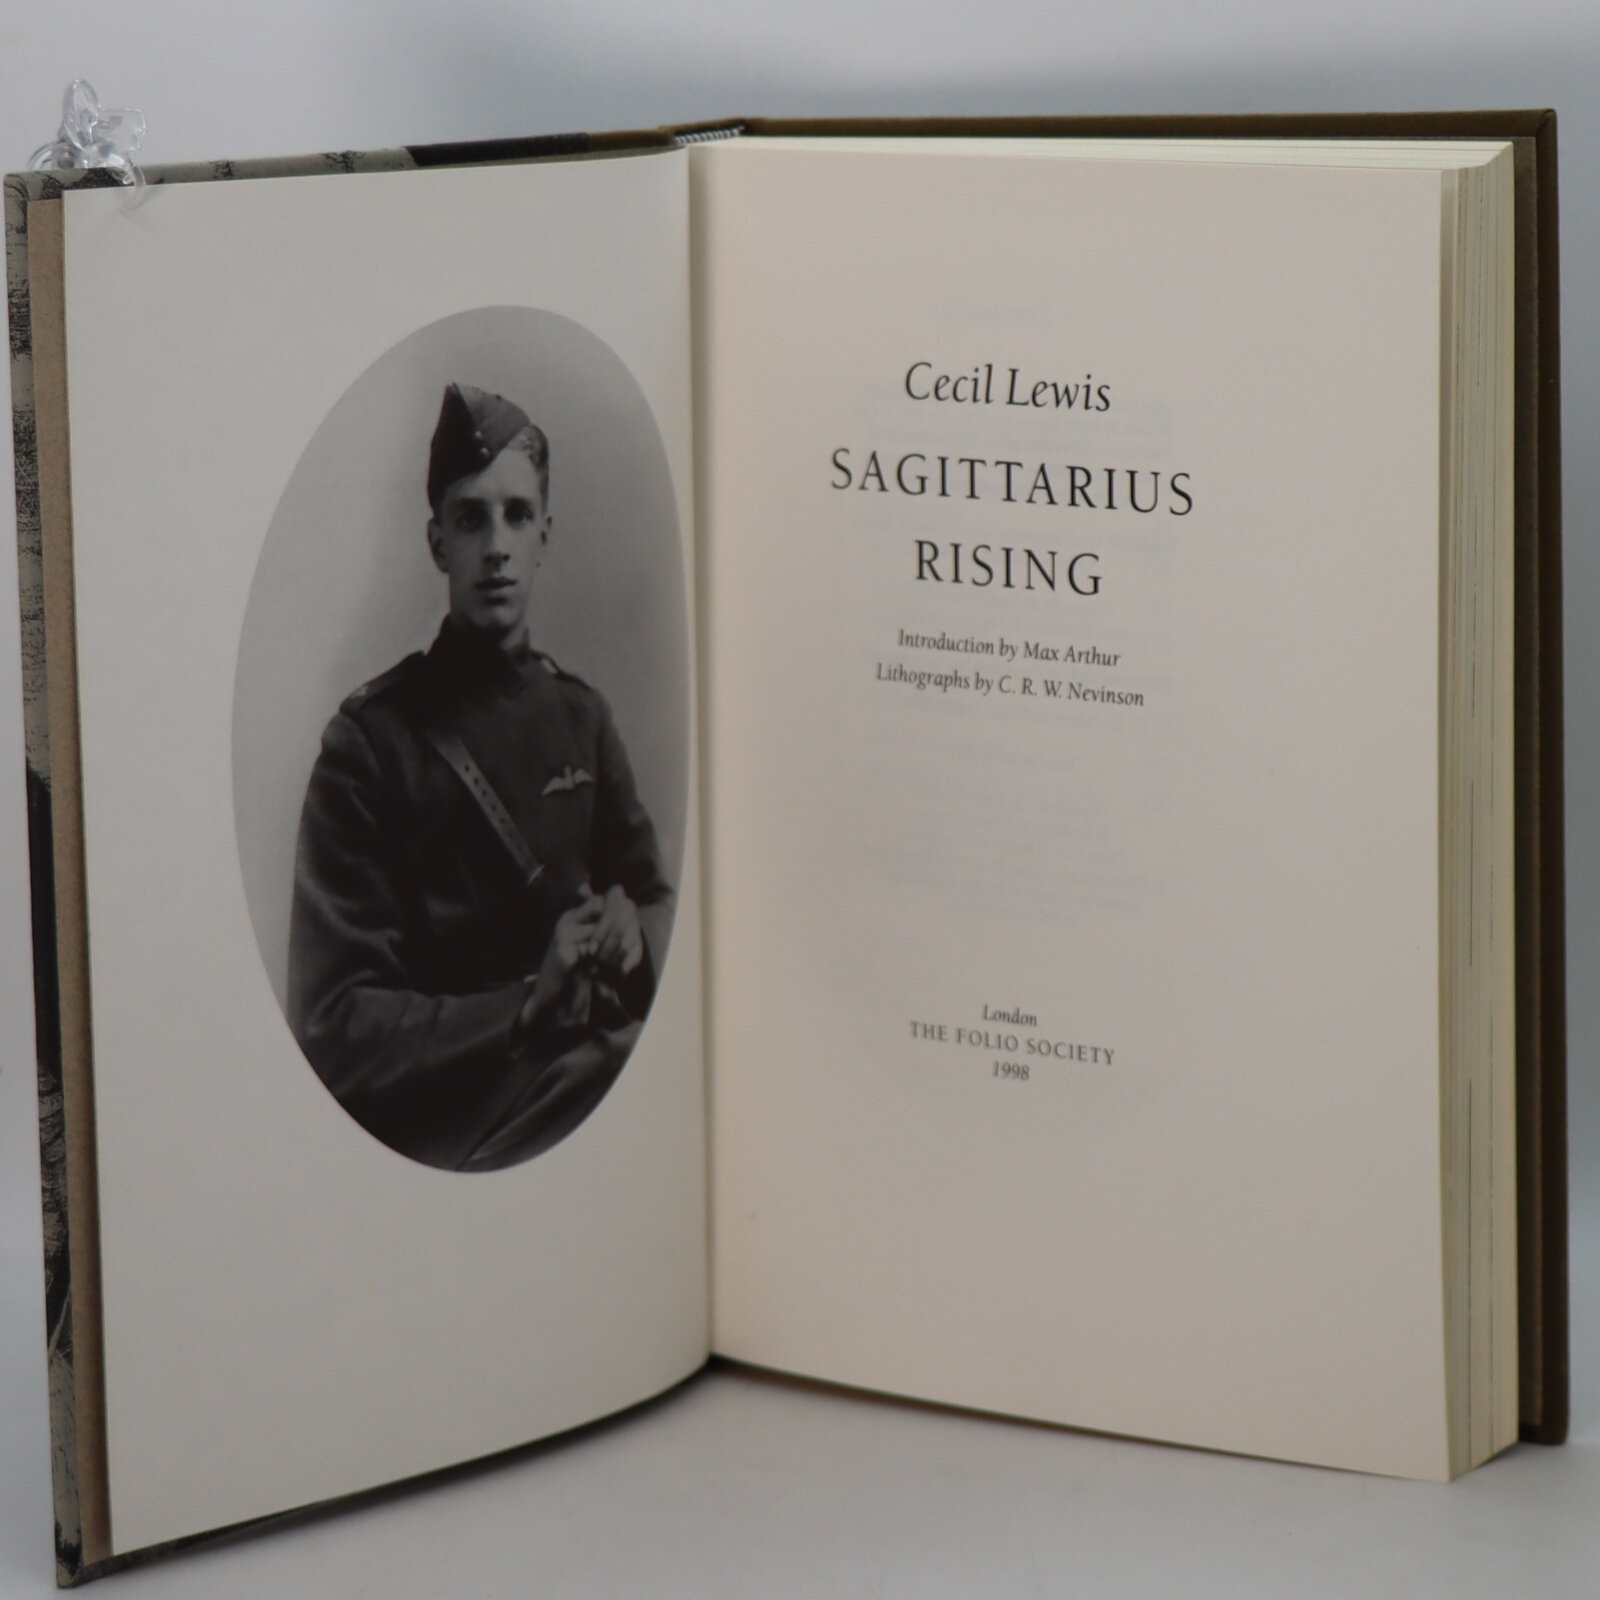 Cecil Lewis
SAGITTARIUS
RISING
Introduction by Max Arthur
Lithographs by C. R. W. Nevinson
London
THE FOLIO SOCIETY
1998